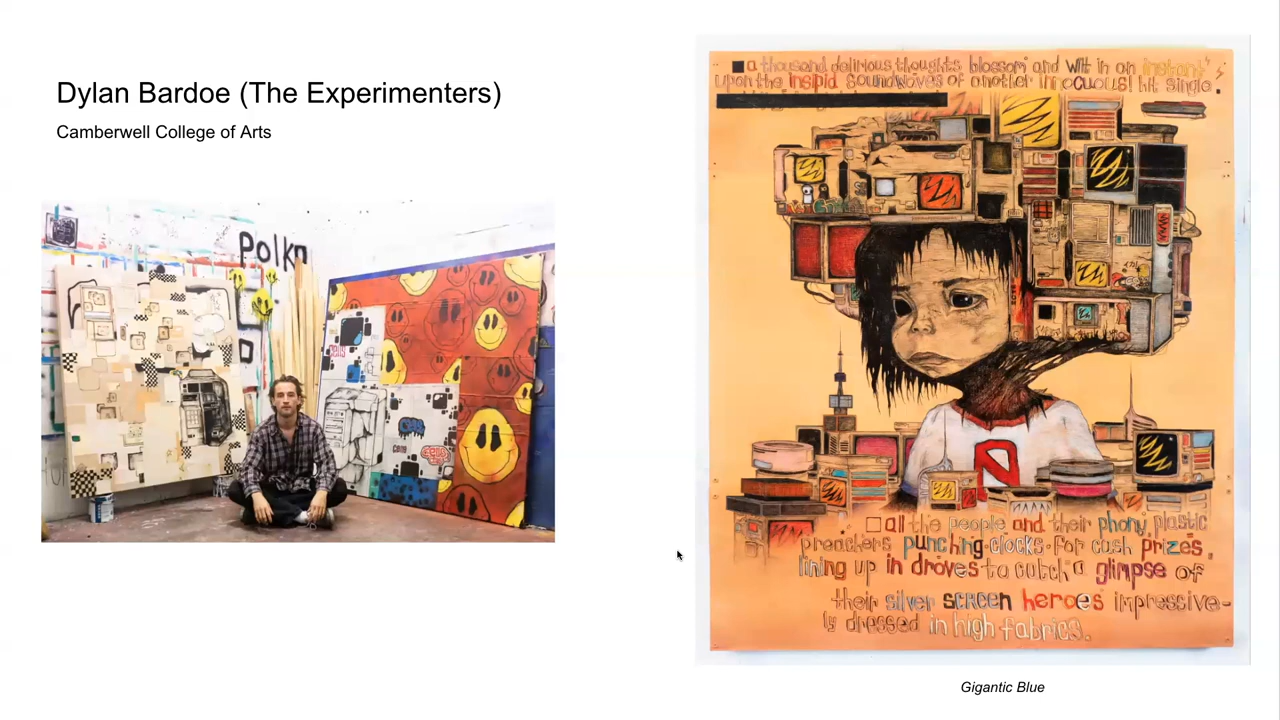 Dylan Bardoe (The Experimenters)
Camberwell College of Arts
Polka
a thousand delirious thoughts blossom and wilt in an instant
upon the insipid soundwaves of another innocuous! hit single.
all the people and their phony, plastic
preachers punching-clocks-for cash prizes,
lining up in droves to catch a glimpse of
their silver screen heroes impressive-
ly dressed in high fabrics.
Gigantic Blue